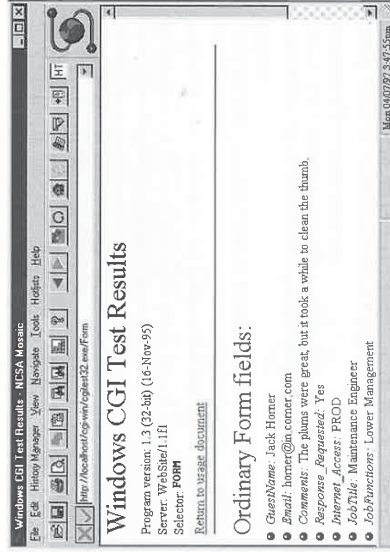 Windows CGI Test Results - NCSA Mosaic
File Edit History Manager View Navigate Tools Hotlists Help
HT
http://localhost/cgi-win/cgitest32.exe/Form
Windows CGI Test Results
Program version: 1.3 (32-bit) (16-Nov-95)
Server: WebSite/1.1f1
Selector: FORM
Return to usage document
Ordinary Form fields:
GuestName: Jack Horner
Email: horner@in.corner.com
Comments: The plums were great, but it took a while to clean the thumb.
Response_Requested: Yes
Internet_Access: PROD
JobTitle: Maintenance Engineer
JobFunctions: Lower Management
Mon 04/07/97 3:47:55pm